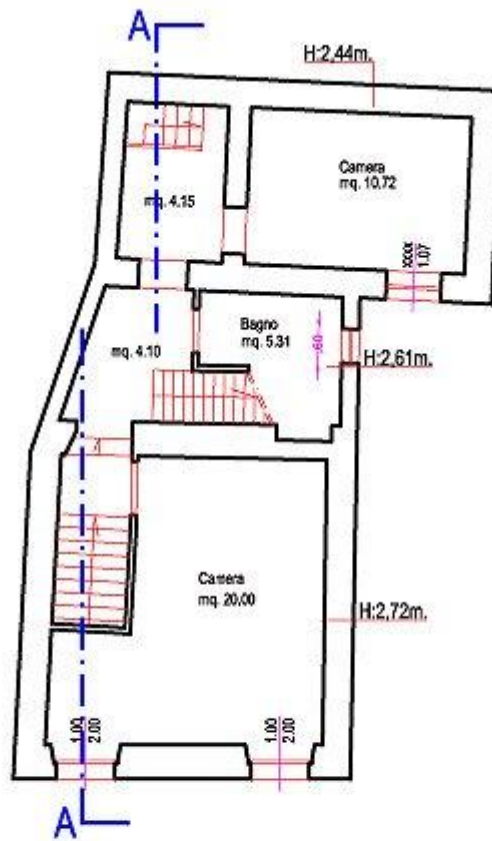 A
H:2,44m.
Camera
mq. 10,72
mq. 4.15
xxxx
1.07
Bagno
mq. 5.31
.60
mq. 4.10
H:2,61m.
Camera
mq. 20.00
H:2,72m.
1.00
2.00
1.00
2.00
A